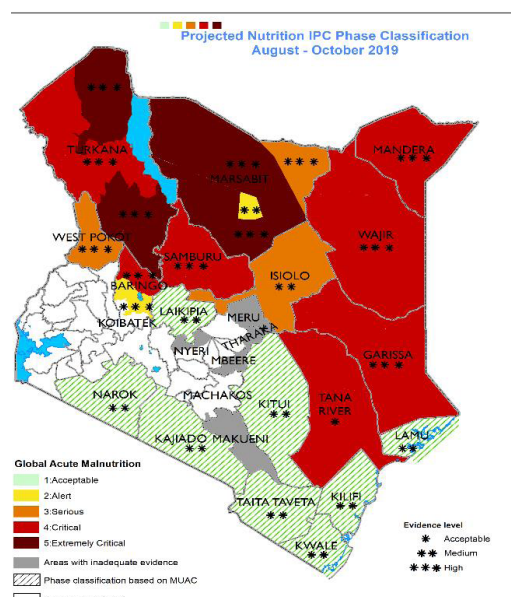 Projected Nutrition IPC Phase Classification
August - October 2019
MANDERA
TURKANA
MARSABIT
WAJIR
WEST POKOT
SAMBURU
ISIOLO
BARINGO
KOIBATEK
LAIKIPIA
MERU
THARAKA
NYERI
MBEERE
GARISSA
NAROK
MACHAKOS
KITUI
TANA
RIVER
KAJIADO
MAKUENI
LAMU
TAITA TAVETA
KILIFI
KWALE
Global Acute Malnutrition
1:Acceptable
2:Alert
3:Serious
4:Critical
5:Extremely Critical
Areas with inadequate evidence
Phase classification based on MUAC
Evidence level
Acceptable
Medium
High